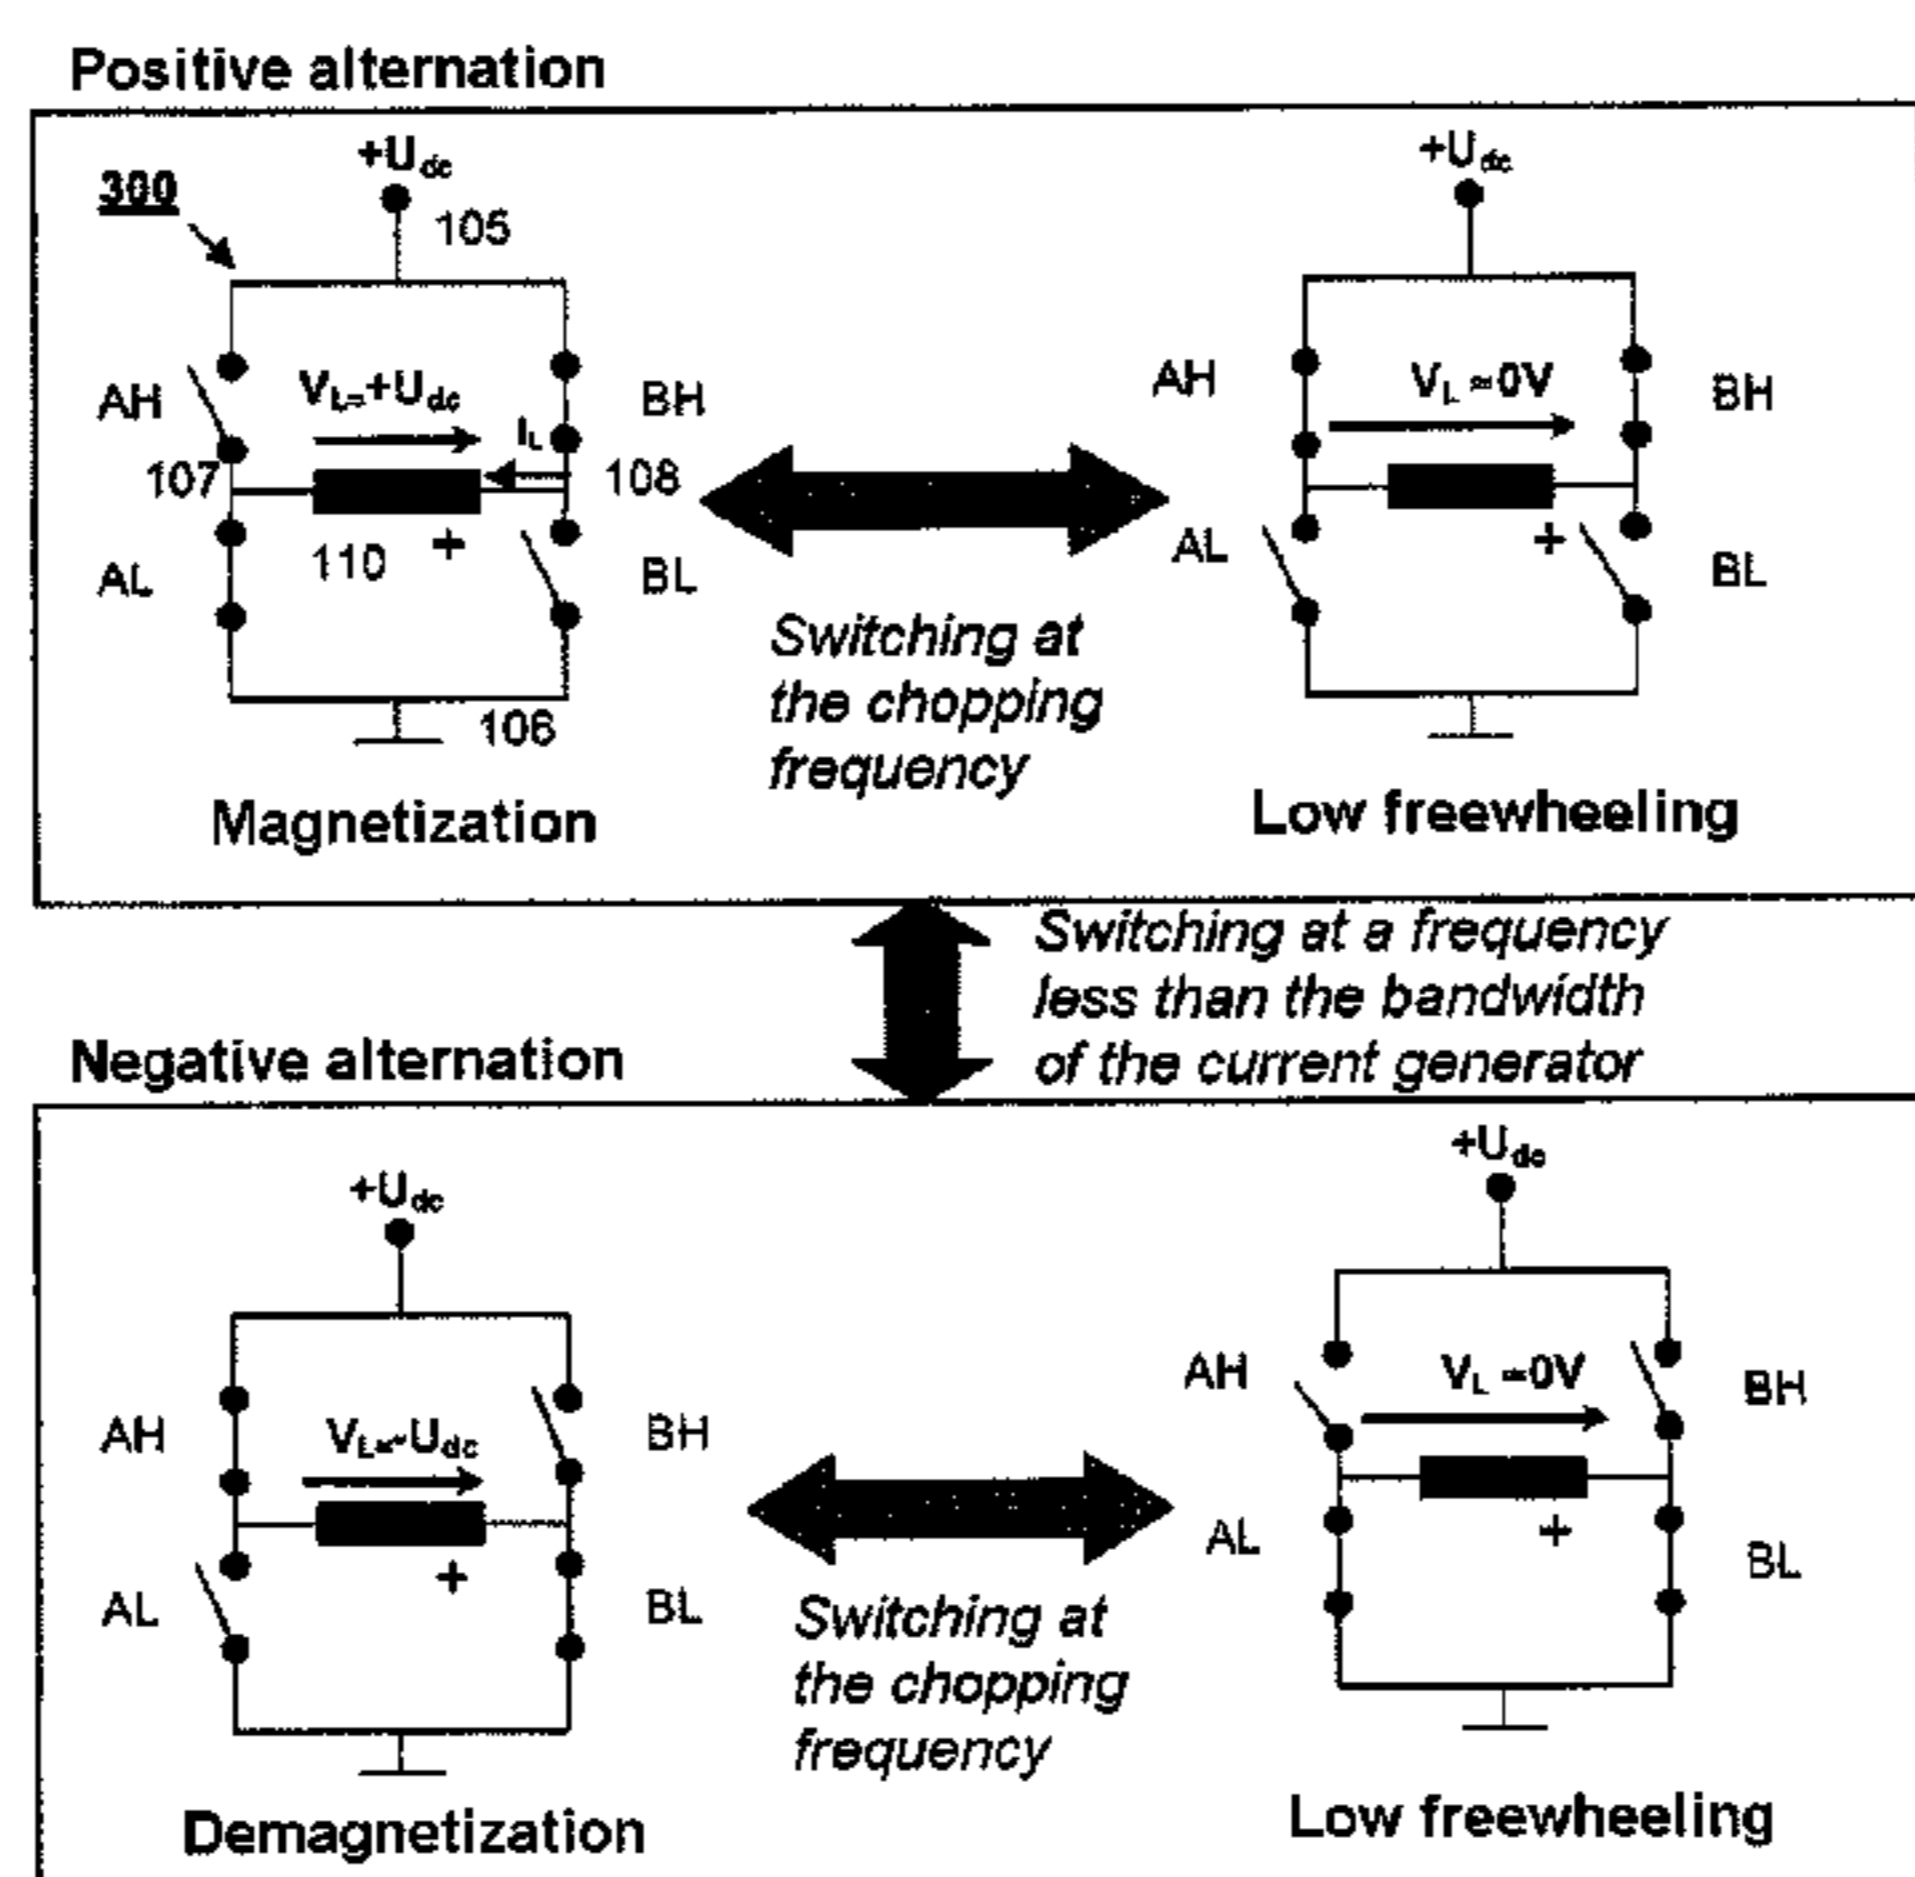 Positive alternation
+Udc
300
105
AH
VL=+Udc
IL
BH
107
108
AL
110
+
BL
106
Magnetization
Switching at
the chopping
frequency
+Udc
AH
VL=0V
BH
AL
+
BL
Low freewheeling
Switching at a frequency
less than the bandwidth
of the current generator
Negative alternation
+Udc
AH
VL=-Udc
BH
AL
+
BL
Demagnetization
Switching at
the chopping
frequency
+Udc
AH
VL=0V
BH
AL
+
BL
Low freewheeling